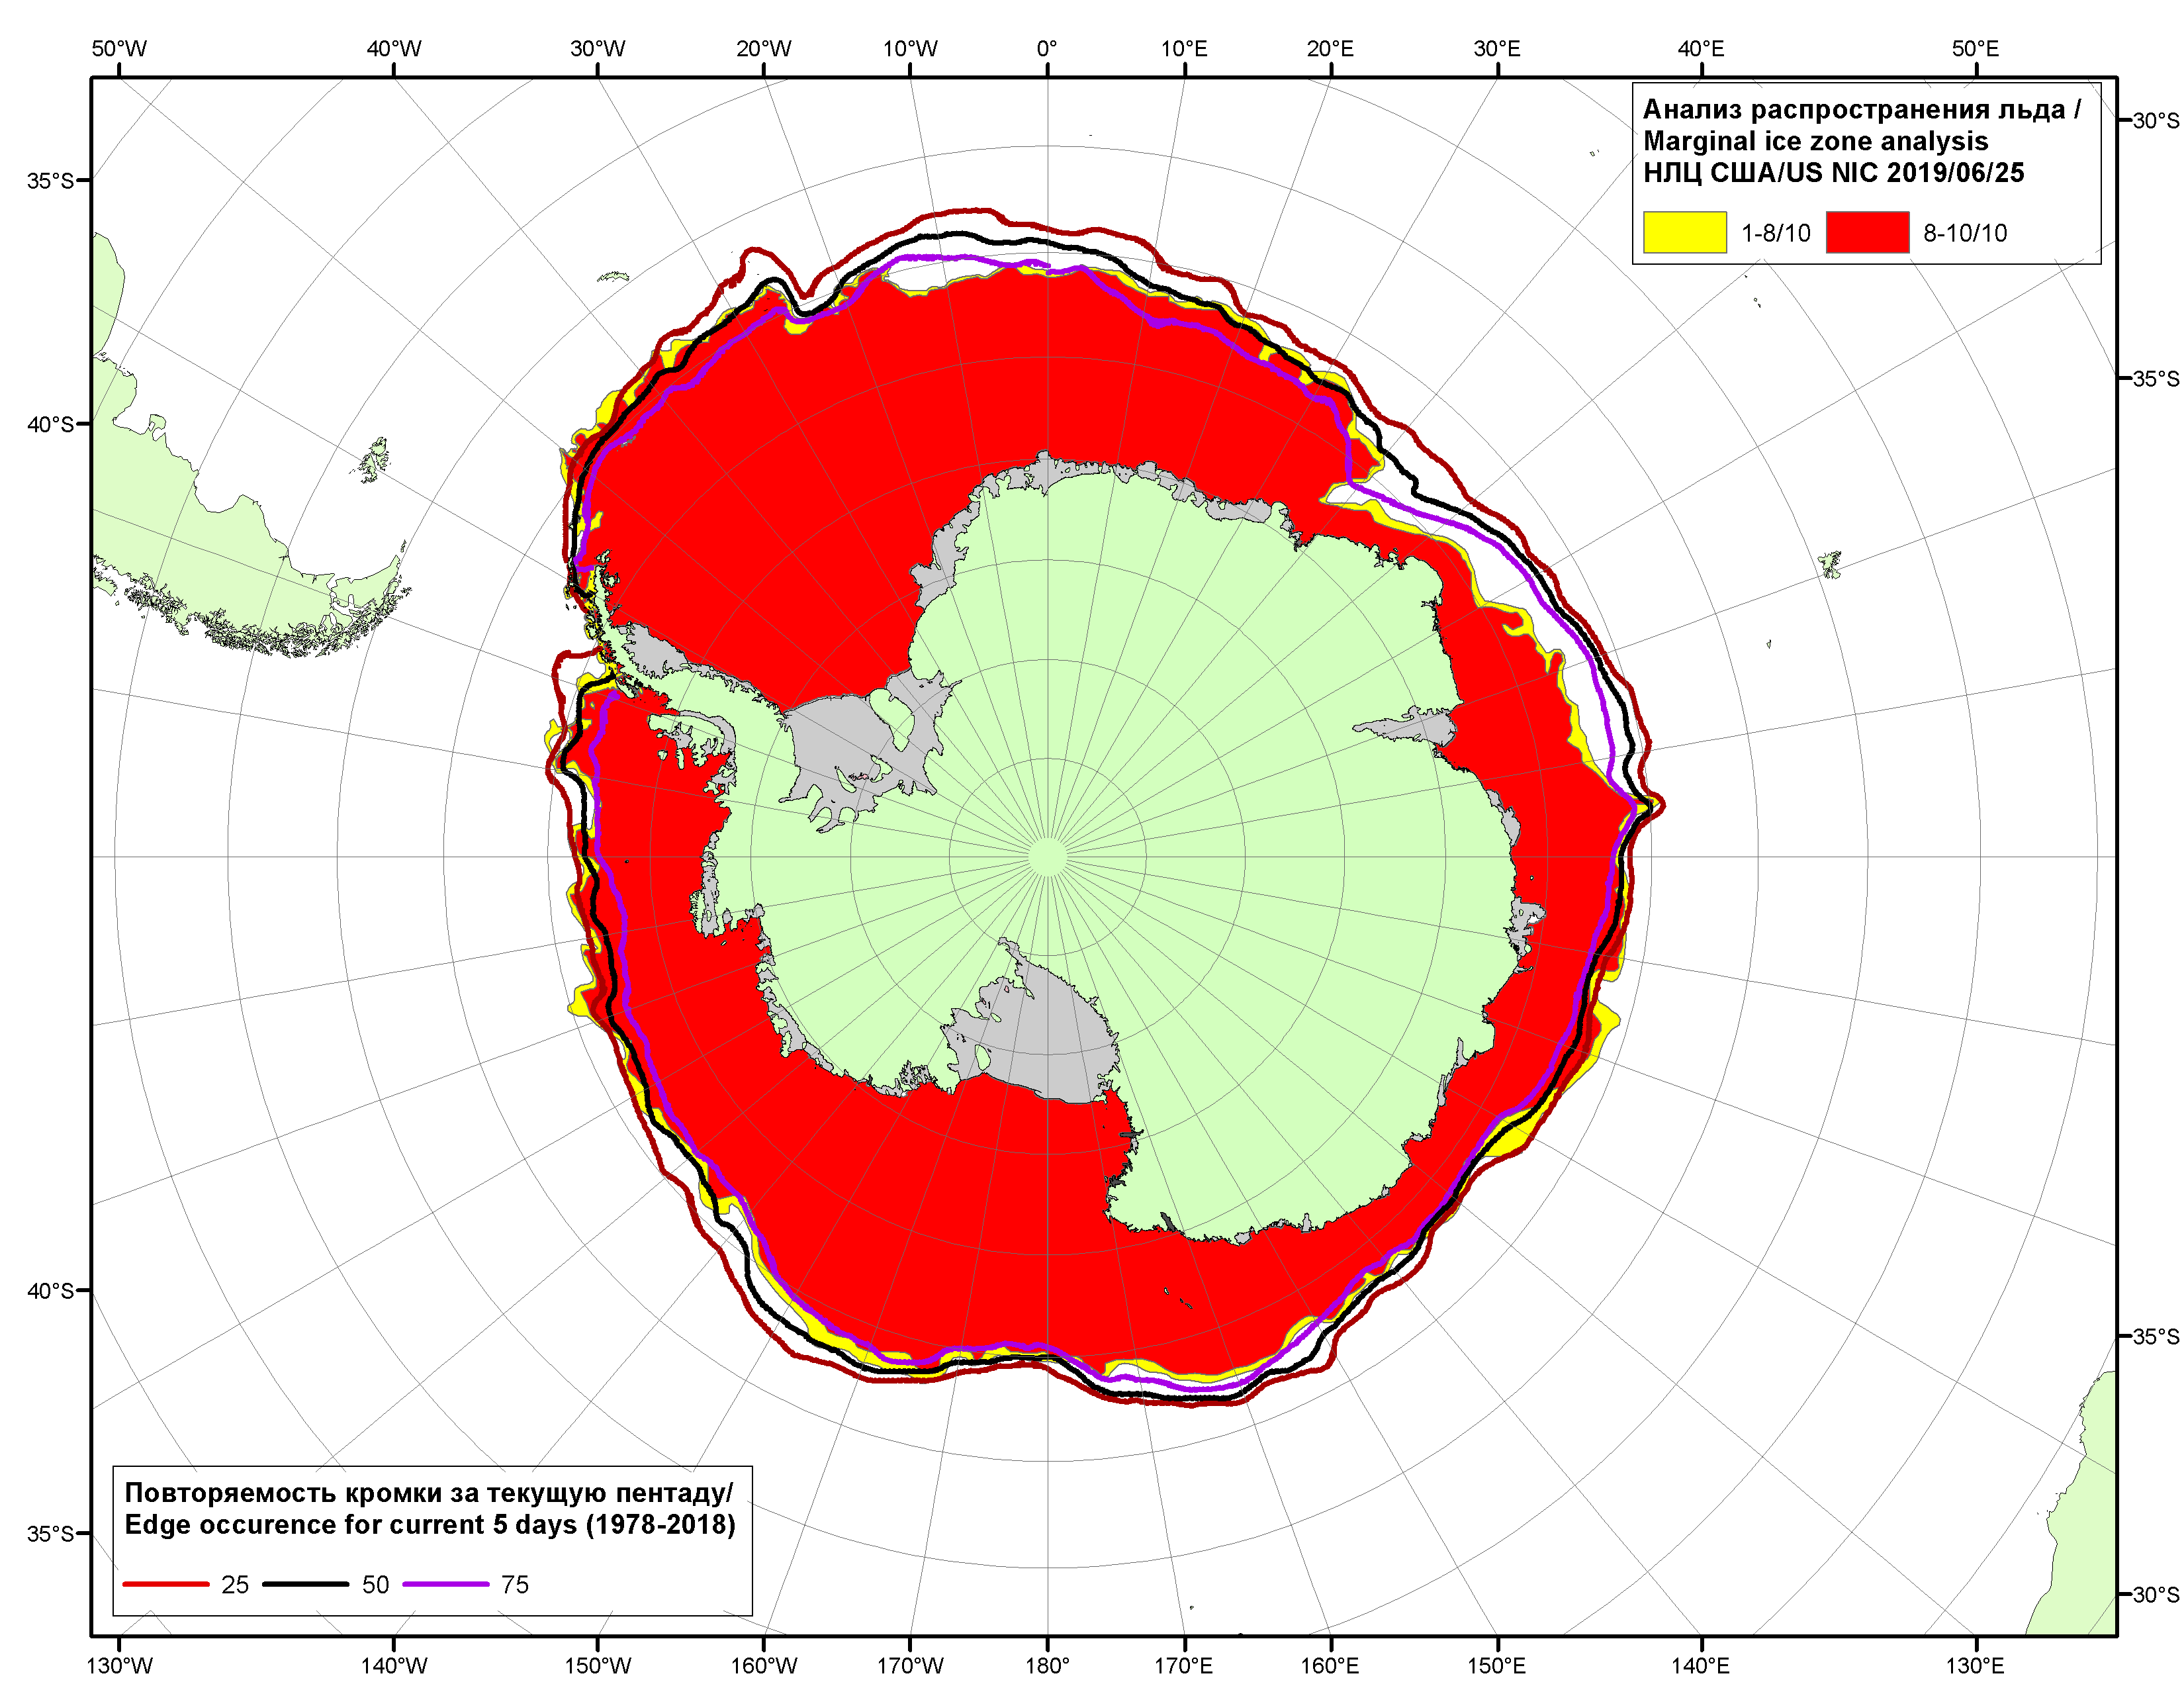 50°W 40°W 30°W 20°W 10°W 0° 10°E 20°E 30°E 40°E 50°E
Анализ распространения льда /
Marginal ice zone analysis
НЛЦ США/US NIC 2019/06/25
1-8/10 8-10/10
30°S
35°S
35°S
40°S
40°S
35°S
35°S
30°S
Повторяемость кромки за текущую пентаду/
Edge occurence for current 5 days (1978-2018)
25 50 75
130°W 140°W 150°W 160°W 170°W 180° 170°E 160°E 150°E 140°E 130°E